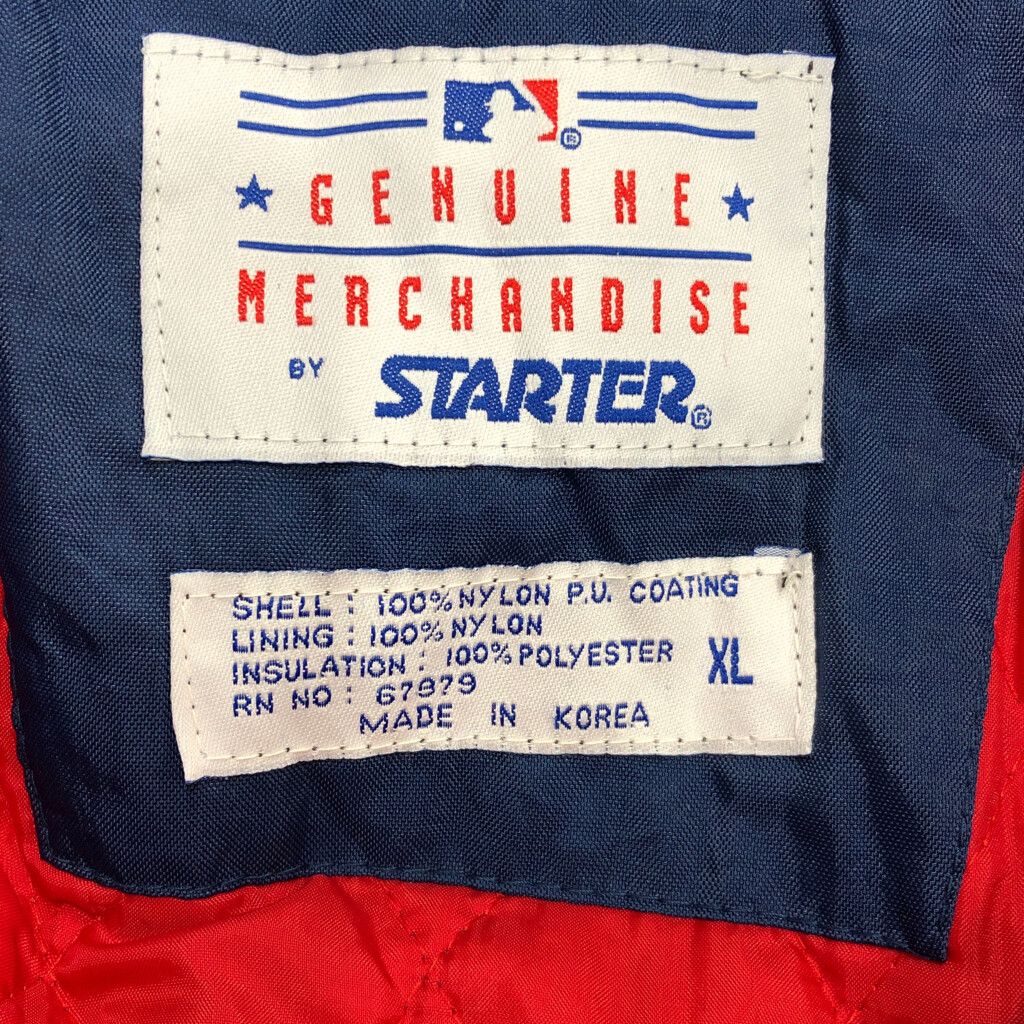 GENUINE
MERCHANDISE
BY STARTER®
SHELL : 100% NYLON P.U. COATING
LINING : 100% NYLON
INSULATION : 100% POLYESTER XL
RN NO : 67979
MADE IN KOREA